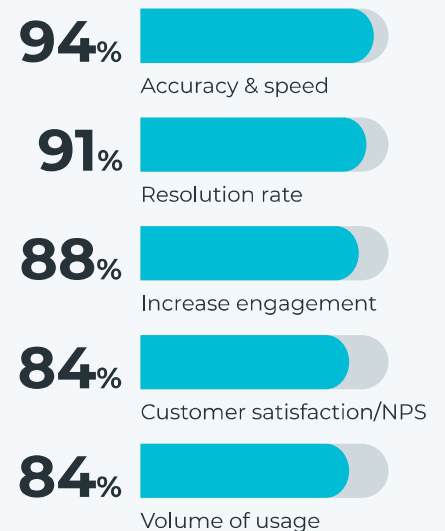 94%
Accuracy & speed
91%
Resolution rate
88%
Increase engagement
84%
Customer satisfaction/NPS
84%
Volume of usage